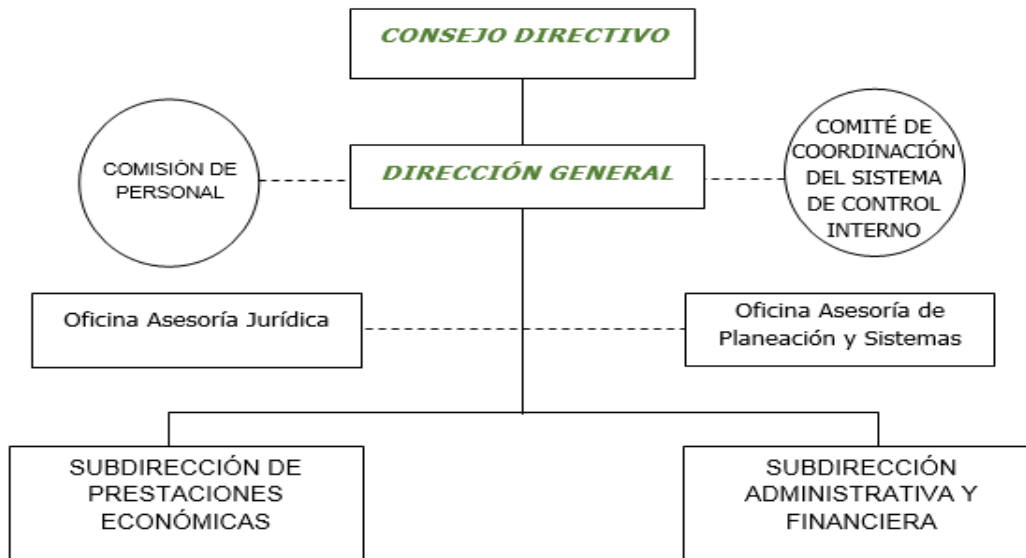 CONSEJO DIRECTIVO
COMISIÓN DE
PERSONAL
DIRECCIÓN GENERAL
COMITÉ DE
COORDINACIÓN
DEL SISTEMA
DE CONTROL
INTERNO
Oficina Asesoría Jurídica
Oficina Asesoría de
Planeación y Sistemas
SUBDIRECCIÓN DE
PRESTACIONES
ECONÓMICAS
SUBDIRECCIÓN
ADMINISTRATIVA Y
FINANCIERA